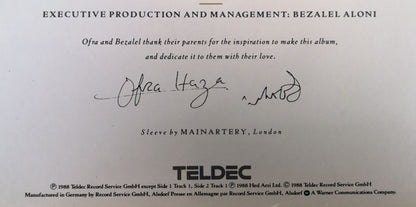 EXECUTIVE PRODUCTION AND MANAGEMENT: BEZALEL ALONI
Ofra and Bezalel thank their parents for the inspiration to make this album,
and dedicate it to them with their love.
Ofra Haza
Sleeve by MAINARTERY, London
TELDEC
Ⓟ 1988 Teldec Record Service GmbH except Side 1 Track 1, Side 2 Track 1 Ⓟ 1988 Hed Arzi Ltd. Ⓒ 1988 Teldec Record Service GmbH
Manufactured in Germany by Record Service GmbH, Alsdorf Presse en Allemagne par Record Service GmbH, Alsdorf A Warner Communications Company.